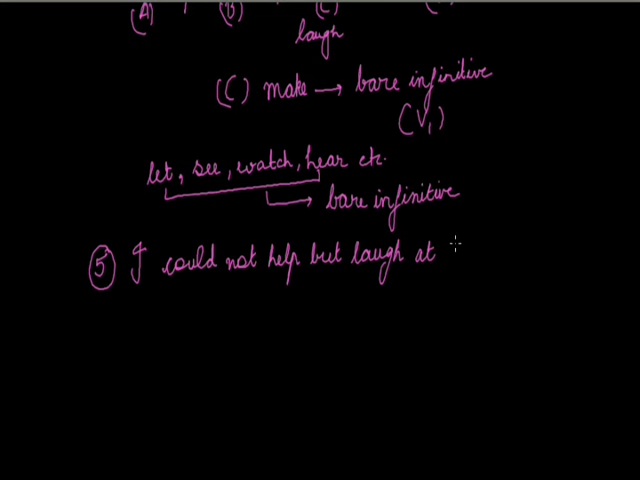 (A) (B) (C)
laugh
(C) make → bare infinitive
(V₁)
let, see, watch, hear etc.
→ bare infinitive
5 I could not help but laugh at